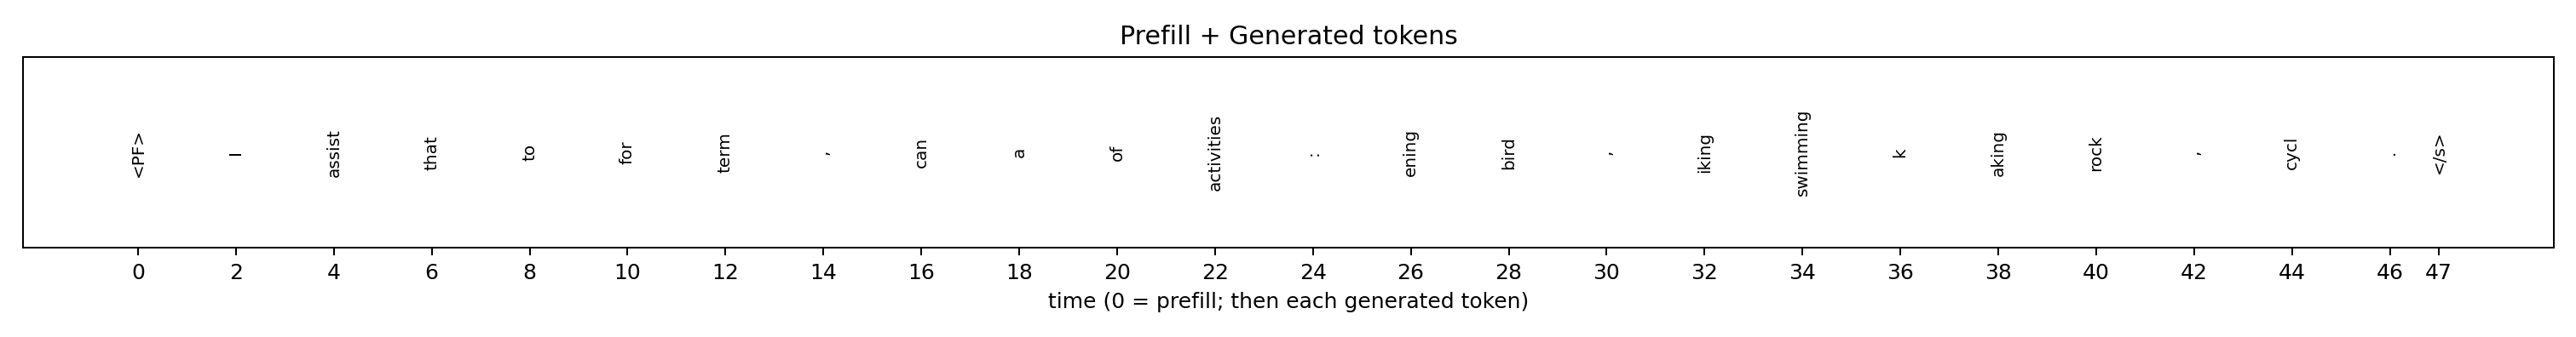 Prefill + Generated tokens
<PF> I assist that to for term , can a of activities : ening bird , iking swimming k aking rock , cycl . </s>
0 2 4 6 8 10 12 14 16 18 20 22 24 26 28 30 32 34 36 38 40 42 44 46 47
time (0 = prefill; then each generated token)